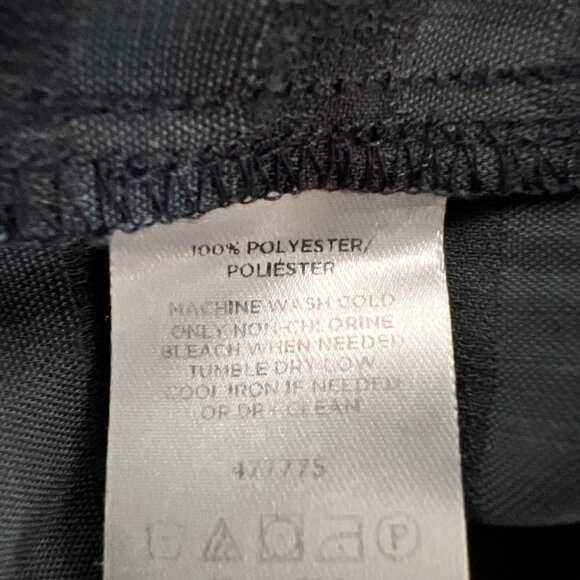 100% POLYESTER/
POLIÉSTER
MACHINE WASH COLD
ONLY NON-CHLORINE
BLEACH WHEN NEEDED
TUMBLE DRY LOW
COOL IRON IF NEEDED
OR DRY CLEAN
477775
P